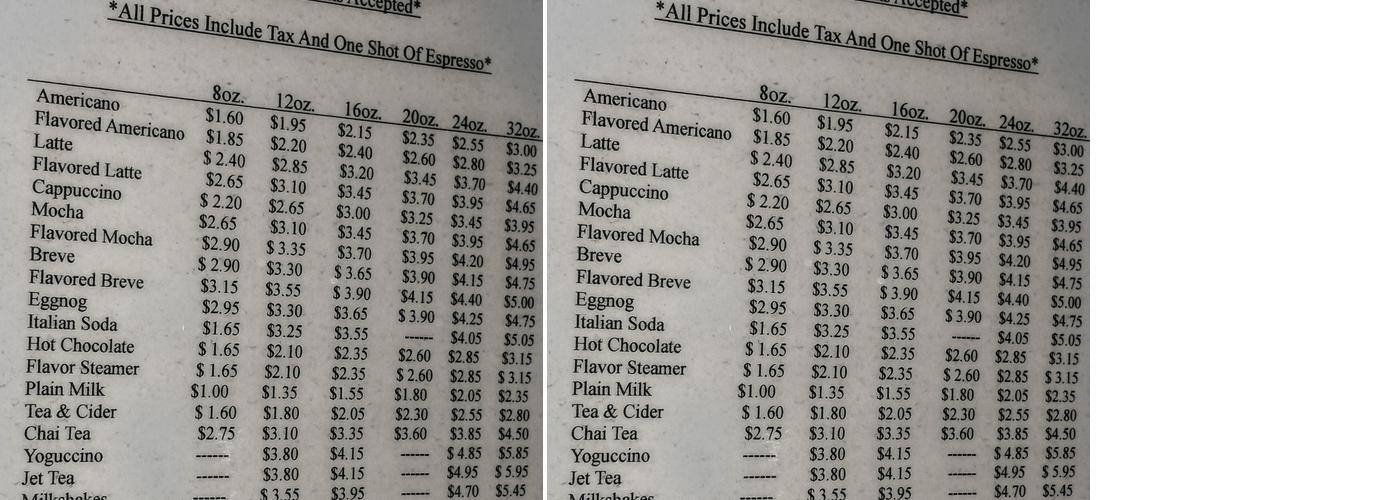 Accepted*
*All Prices Include Tax And One Shot Of Espresso*
8oz. 12oz. 16oz. 20oz. 24oz. 32oz.
Americano $1.60 $1.95 $2.15 $2.35 $2.55 $3.00
Flavored Americano $1.85 $2.20 $2.40 $2.60 $2.80 $3.25
Latte $ 2.40 $2.85 $3.20 $3.45 $3.70 $4.40
Flavored Latte $2.65 $3.10 $3.45 $3.70 $3.95 $4.65
Cappuccino $ 2.20 $2.65 $3.00 $3.25 $3.45 $3.95
Mocha $2.65 $3.10 $3.45 $3.70 $3.95 $4.65
Flavored Mocha $2.90 $ 3.35 $3.70 $3.95 $4.20 $4.95
Breve $ 2.90 $3.30 $ 3.65 $3.90 $4.15 $4.75
Flavored Breve $3.15 $3.55 $ 3.90 $4.15 $4.40 $5.00
Eggnog $2.95 $3.30 $3.65 $ 3.90 $4.25 $4.75
Italian Soda $1.65 $3.25 $3.55 ------ $4.05 $5.05
Hot Chocolate $ 1.65 $2.10 $2.35 $2.60 $2.85 $3.15
Flavor Steamer $ 1.65 $2.10 $2.35 $ 2.60 $2.85 $ 3.15
Plain Milk $1.00 $1.35 $1.55 $1.80 $2.05 $2.35
Tea & Cider $ 1.60 $1.80 $2.05 $2.30 $2.55 $2.80
Chai Tea $2.75 $3.10 $3.35 $3.60 $3.85 $4.50
Yoguccino ------ $3.80 $4.15 ------ $ 4.85 $5.85
Jet Tea ------ $3.80 $4.15 ------ $4.95 $ 5.95
Milkshakes ------ $ 3.55 $3.95 ------ $4.70 $5.45
Accepted*
*All Prices Include Tax And One Shot Of Espresso*
8oz. 12oz. 16oz. 20oz. 24oz. 32oz.
Americano $1.60 $1.95 $2.15 $2.35 $2.55 $3.00
Flavored Americano $1.85 $2.20 $2.40 $2.60 $2.80 $3.25
Latte $ 2.40 $2.85 $3.20 $3.45 $3.70 $4.40
Flavored Latte $2.65 $3.10 $3.45 $3.70 $3.95 $4.65
Cappuccino $ 2.20 $2.65 $3.00 $3.25 $3.45 $3.95
Mocha $2.65 $3.10 $3.45 $3.70 $3.95 $4.65
Flavored Mocha $2.90 $ 3.35 $3.70 $3.95 $4.20 $4.95
Breve $ 2.90 $3.30 $ 3.65 $3.90 $4.15 $4.75
Flavored Breve $3.15 $3.55 $ 3.90 $4.15 $4.40 $5.00
Eggnog $2.95 $3.30 $3.65 $ 3.90 $4.25 $4.75
Italian Soda $1.65 $3.25 $3.55 ------ $4.05 $5.05
Hot Chocolate $ 1.65 $2.10 $2.35 $2.60 $2.85 $3.15
Flavor Steamer $ 1.65 $2.10 $2.35 $ 2.60 $2.85 $ 3.15
Plain Milk $1.00 $1.35 $1.55 $1.80 $2.05 $2.35
Tea & Cider $ 1.60 $1.80 $2.05 $2.30 $2.55 $2.80
Chai Tea $2.75 $3.10 $3.35 $3.60 $3.85 $4.50
Yoguccino ------ $3.80 $4.15 ------ $ 4.85 $5.85
Jet Tea ------ $3.80 $4.15 ------ $4.95 $ 5.95
Milkshakes ------ $ 3.55 $3.95 ------ $4.70 $5.45